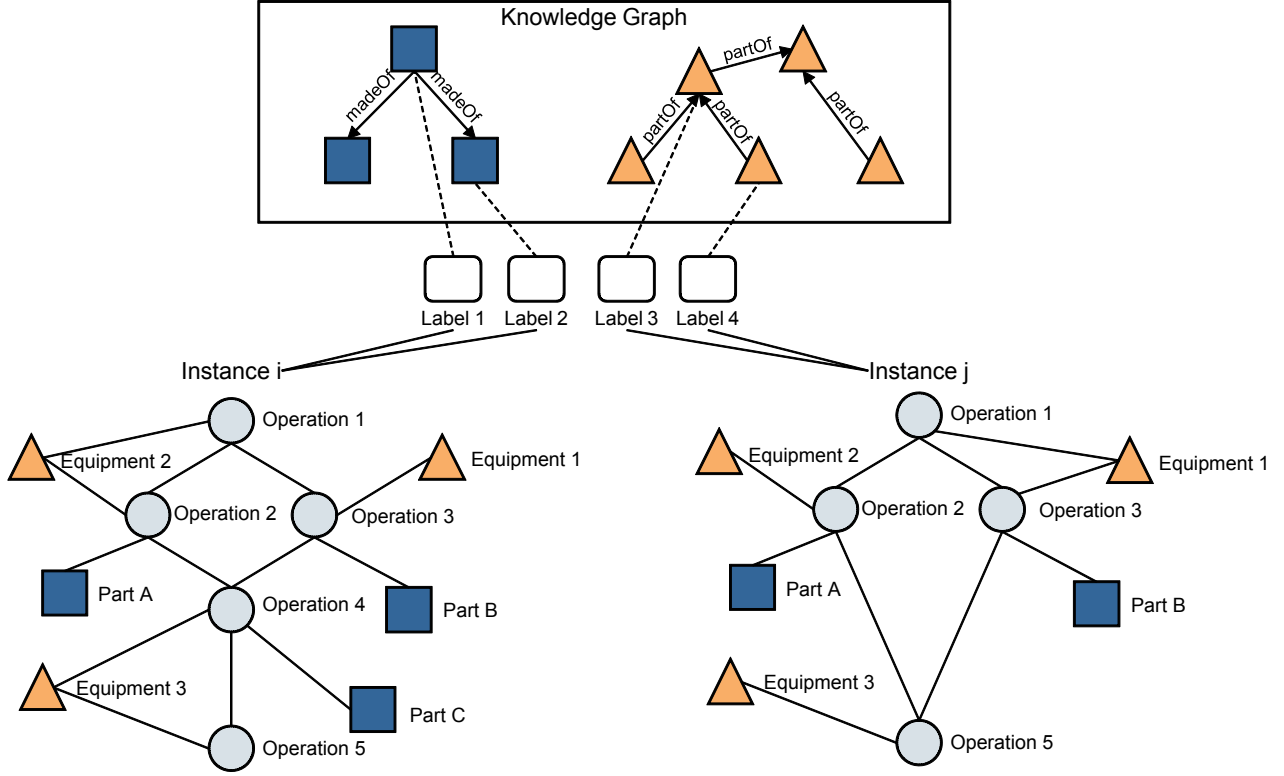 Knowledge Graph
madeOf
madeOf
partOf
partOf
partOf
partOf
Label 1
Label 2
Label 3
Label 4
Instance i
Instance j
Operation 1
Equipment 2
Equipment 1
Operation 2
Operation 3
Part A
Operation 4
Part B
Equipment 3
Part C
Operation 5
Operation 1
Equipment 2
Equipment 1
Operation 2
Operation 3
Part A
Part B
Equipment 3
Operation 5